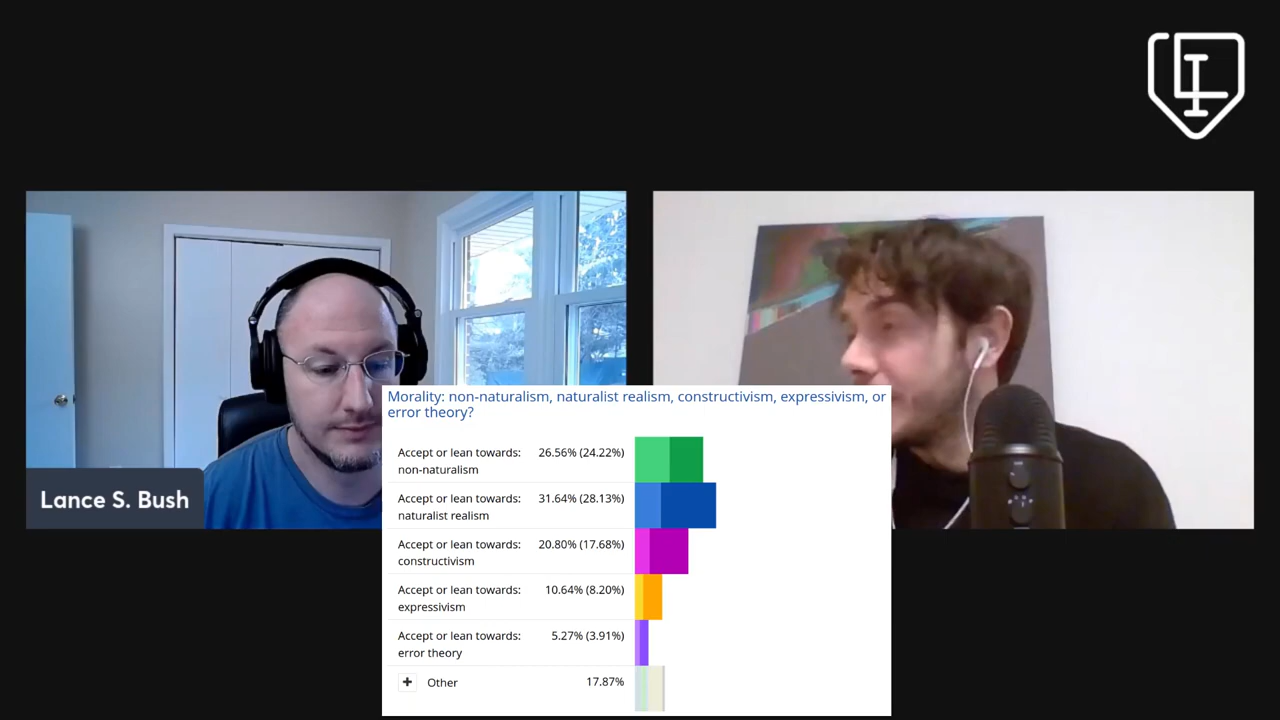 Lance S. Bush
Morality: non-naturalism, naturalist realism, constructivism, expressivism, or
error theory?
Accept or lean towards: 26.56% (24.22%)
non-naturalism
Accept or lean towards: 31.64% (28.13%)
naturalist realism
Accept or lean towards: 20.80% (17.68%)
constructivism
Accept or lean towards: 10.64% (8.20%)
expressivism
Accept or lean towards: 5.27% (3.91%)
error theory
+ Other 17.87%